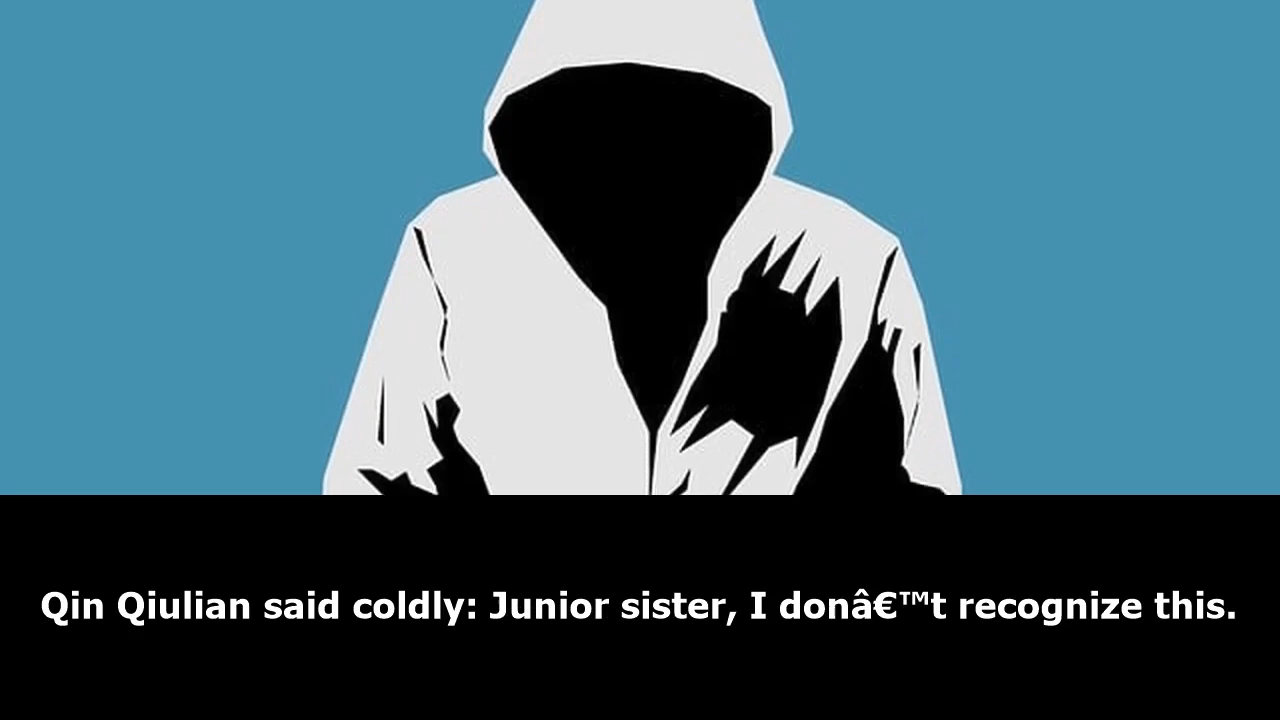 Qin Qiulian said coldly: Junior sister, I donâ€™t recognize this.